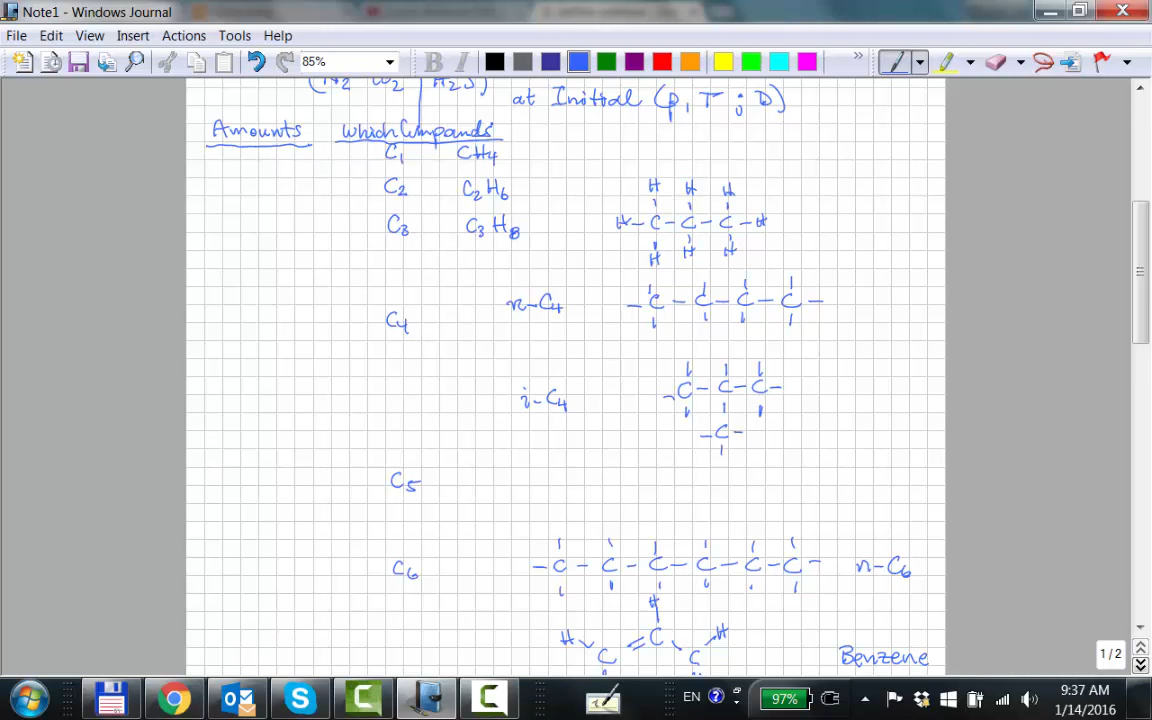 Note1 - Windows Journal
File Edit View Insert Actions Tools Help
85%
B I
at Initial (p, T ; D)
Amounts which Compands
C1 CH4
C2 C2H6
C3 C3H8
H H H
H-C-C-C-H
H H H
n-C4 -C-C-C-C-
C4
i-C4 -C-C-C-
-C-
C5
C6 -C-C-C-C-C-C- n-C6
H
H C=C C H
Benzene
1/2
EN 97% 9:37 AM
1/14/2016